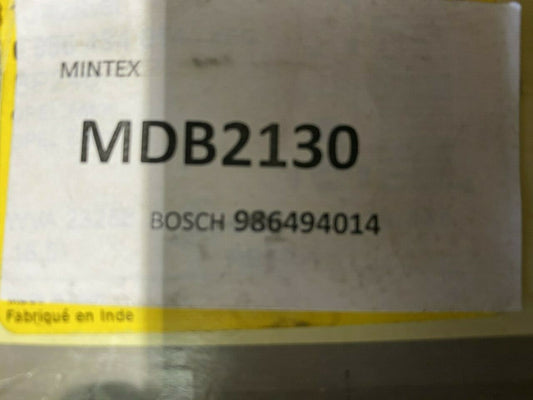 MINTEX
MDB2130
BOSCH 986494014
Fabriqué en Inde